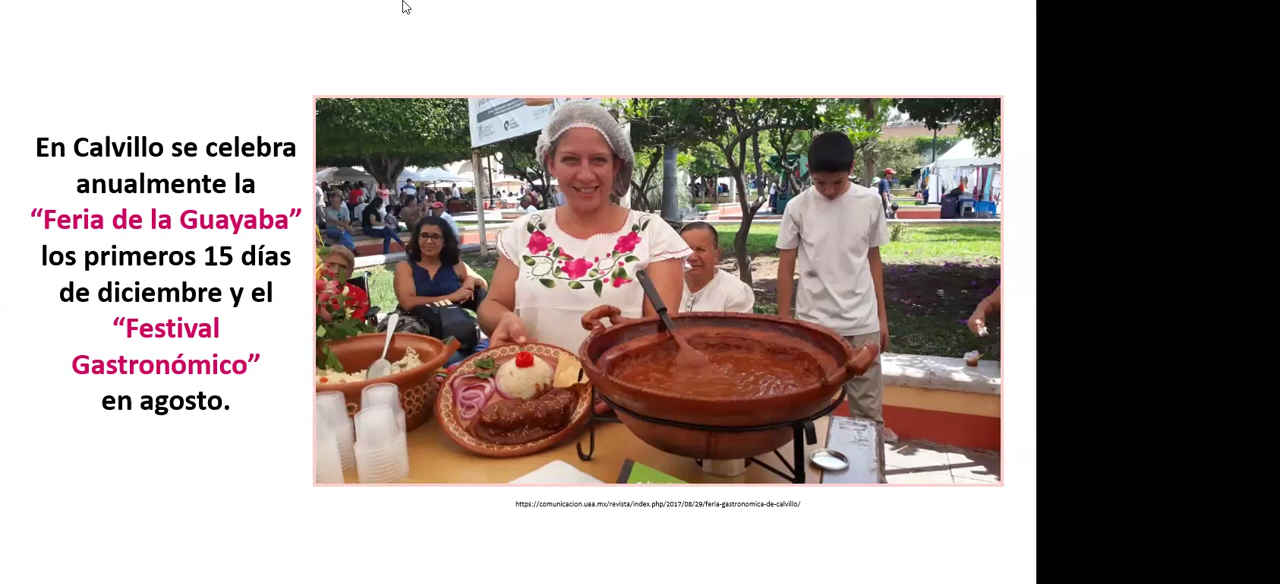 En Calvillo se celebra
anualmente la
“Feria de la Guayaba”
los primeros 15 días
de diciembre y el
“Festival
Gastronómico”
en agosto.
https://comunicacion.uaa.mx/revista/index.php/2017/08/29/feria-gastronomica-de-calvillo/